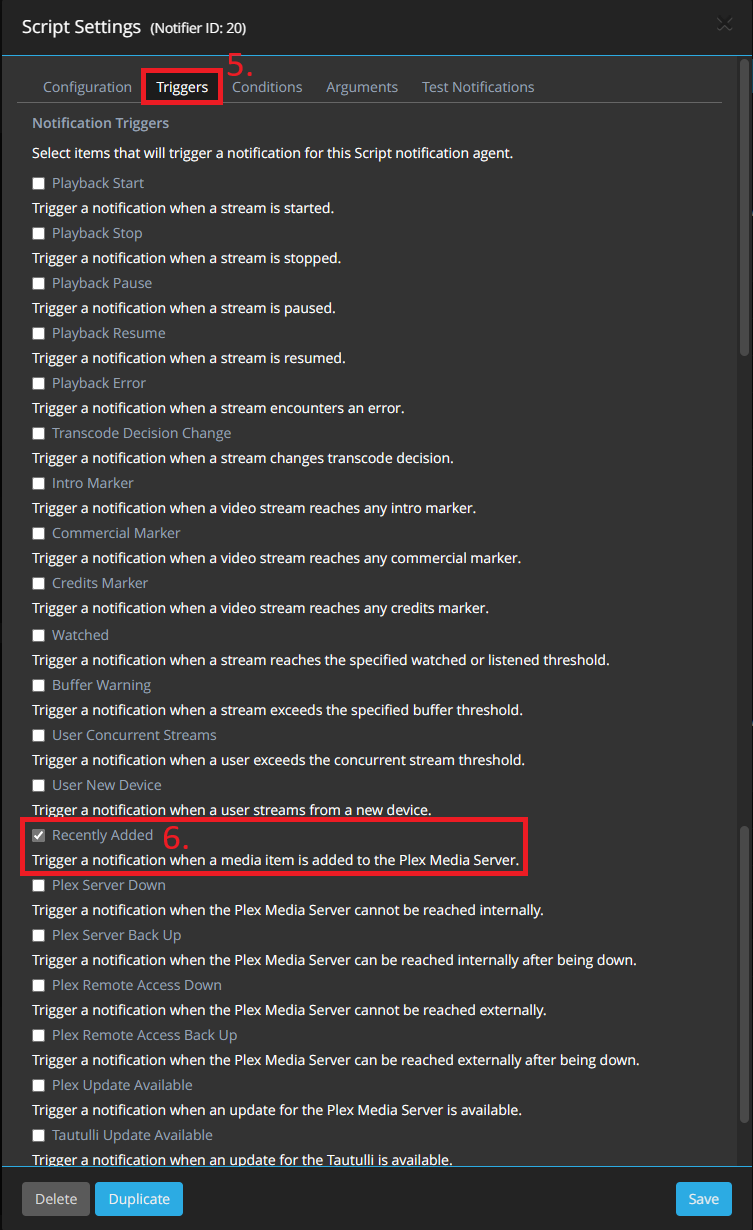 Script Settings (Notifier ID: 20)
5.
Configuration Triggers Conditions Arguments Test Notifications
Notification Triggers
Select items that will trigger a notification for this Script notification agent.
Playback Start
Trigger a notification when a stream is started.
Playback Stop
Trigger a notification when a stream is stopped.
Playback Pause
Trigger a notification when a stream is paused.
Playback Resume
Trigger a notification when a stream is resumed.
Playback Error
Trigger a notification when a stream encounters an error.
Transcode Decision Change
Trigger a notification when a stream changes transcode decision.
Intro Marker
Trigger a notification when a video stream reaches any intro marker.
Commercial Marker
Trigger a notification when a video stream reaches any commercial marker.
Credits Marker
Trigger a notification when a video stream reaches any credits marker.
Watched
Trigger a notification when a stream reaches the specified watched or listened threshold.
Buffer Warning
Trigger a notification when a stream exceeds the specified buffer threshold.
User Concurrent Streams
Trigger a notification when a user exceeds the concurrent stream threshold.
User New Device
Trigger a notification when a user streams from a new device.
Recently Added 6.
Trigger a notification when a media item is added to the Plex Media Server.
Plex Server Down
Trigger a notification when the Plex Media Server cannot be reached internally.
Plex Server Back Up
Trigger a notification when the Plex Media Server can be reached internally after being down.
Plex Remote Access Down
Trigger a notification when the Plex Media Server cannot be reached externally.
Plex Remote Access Back Up
Trigger a notification when the Plex Media Server can be reached externally after being down.
Plex Update Available
Trigger a notification when an update for the Plex Media Server is available.
Tautulli Update Available
Trigger a notification when an update for the Tautulli is available.
Delete Duplicate Save